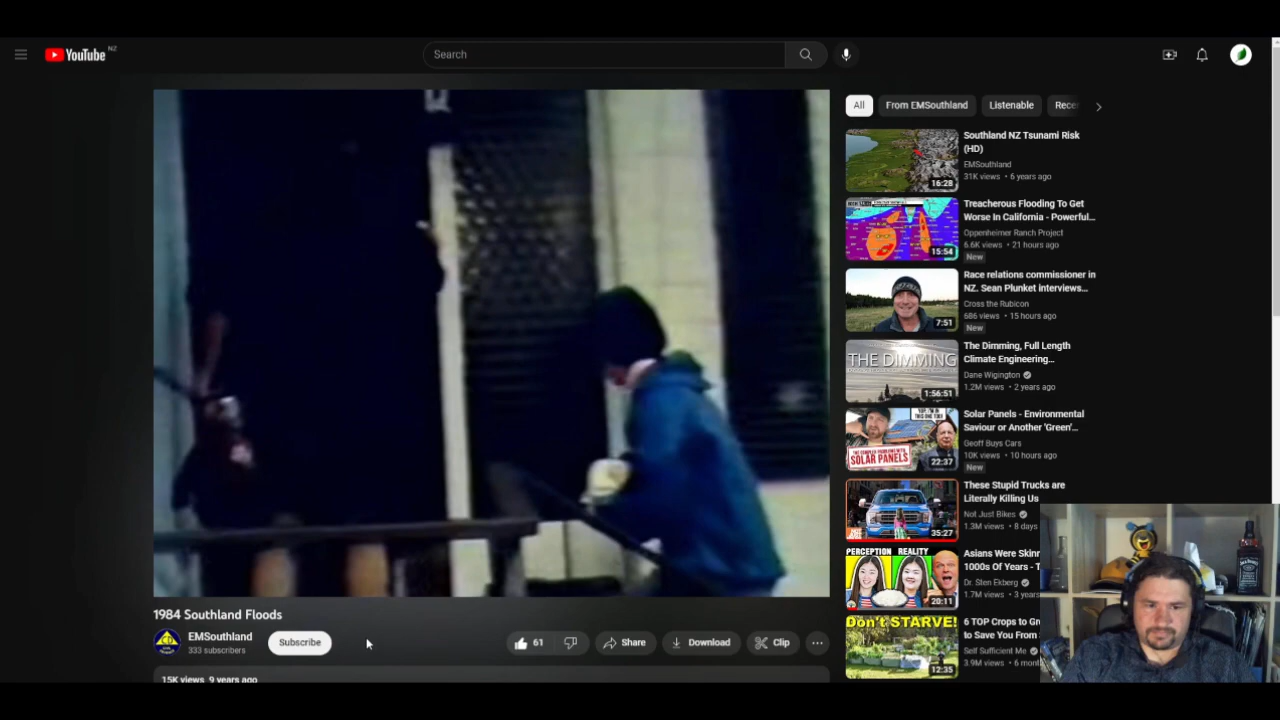 YouTube NZ
Search
All
From EMSouthland
Listenable
Rece
Southland NZ Tsunami Risk
(HD)
EMSouthland
31K views • 6 years ago
16:28
Treacherous Flooding To Get
Worse In California - Powerful...
Oppenheimer Ranch Project
6.6K views • 21 hours ago
New
15:54
Race relations commissioner in
NZ. Sean Plunket interviews...
Cross the Rubicon
686 views • 15 hours ago
New
7:51
THE DIMMING
1:56:51
The Dimming, Full Length
Climate Engineering...
Dane Wigington
1.2M views • 2 years ago
SOLAR PANELS
22:37
Solar Panels - Environmental
Saviour or Another 'Green'...
Geoff Buys Cars
10K views • 10 hours ago
New
35:27
These Stupid Trucks are
Literally Killing Us
Not Just Bikes
1.3M views • 8 days
PERCEPTION REALITY
20:11
Asians Were Skinn
1000s Of Years - T
Dr. Sten Ekberg
1.7M views • 3 years
Don't STARVE!
12:35
6 TOP Crops to Gr
to Save You From
Self Sufficient Me
3.9M views • 6 mont
1984 Southland Floods
EMSouthland
333 subscribers
Subscribe
61
Share
Download
Clip
15K views 9 years ago